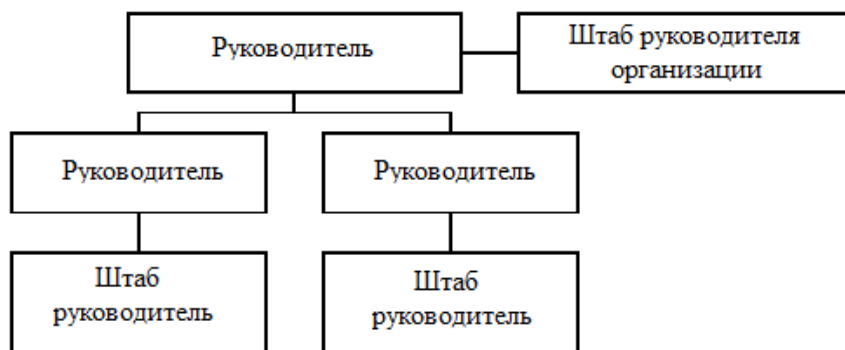 Руководитель
Штаб руководителя
организации
Руководитель
Руководитель
Штаб
руководитель
Штаб
руководитель